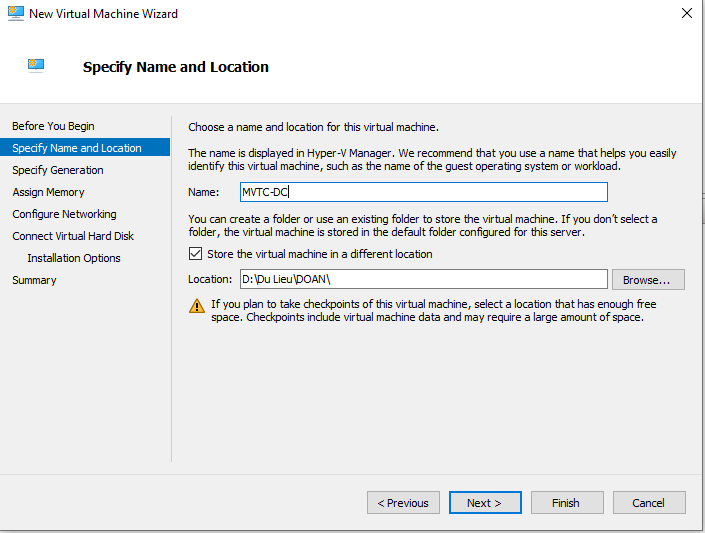 New Virtual Machine Wizard
Specify Name and Location
Before You Begin
Specify Name and Location
Specify Generation
Assign Memory
Configure Networking
Connect Virtual Hard Disk
Installation Options
Summary
Choose a name and location for this virtual machine.
The name is displayed in Hyper-V Manager. We recommend that you use a name that helps you easily
identify this virtual machine, such as the name of the guest operating system or workload.
Name: MVTC-DC
You can create a folder or use an existing folder to store the virtual machine. If you don't select a
folder, the virtual machine is stored in the default folder configured for this server.
Store the virtual machine in a different location
Location: D:\Du Lieu\DOAN\ Browse...
If you plan to take checkpoints of this virtual machine, select a location that has enough free
space. Checkpoints include virtual machine data and may require a large amount of space.
< Previous Next > Finish Cancel